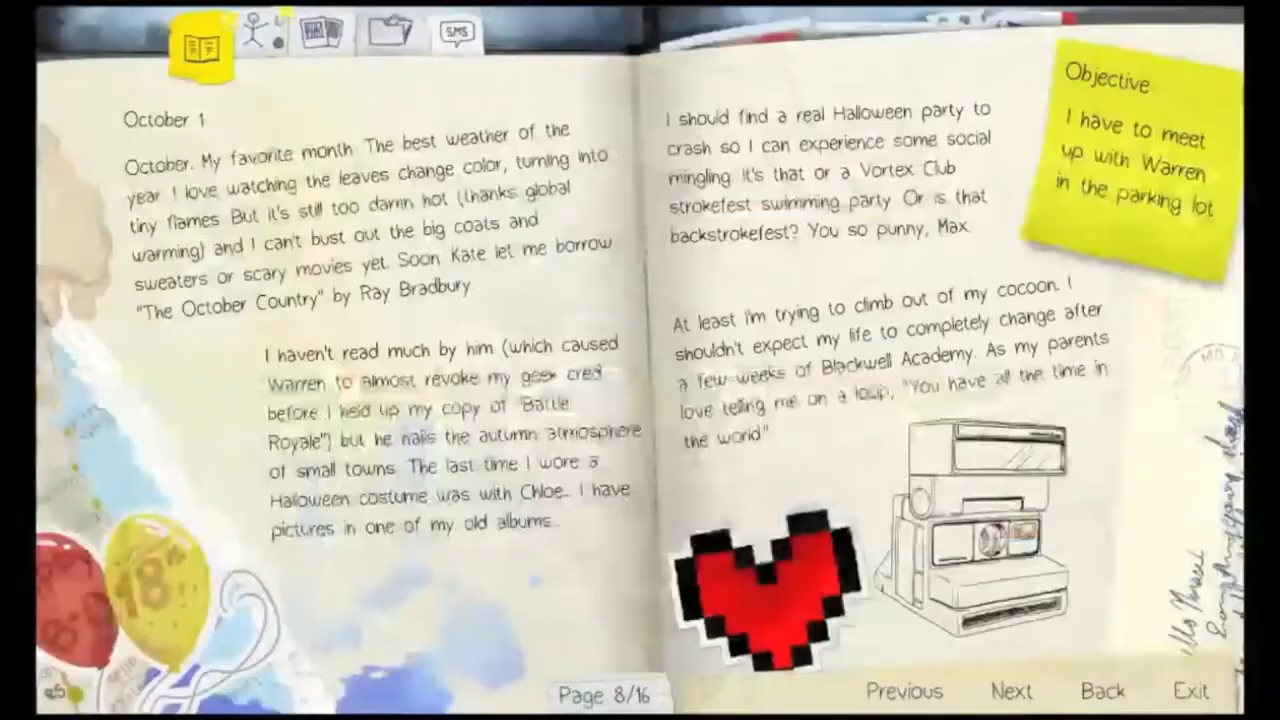 SMS
October 1
October. My favorite month. The best weather of the
year. I love watching the leaves change color, turning into
tiny flames. But it's still too damn hot (thanks global
warming) and I can't bust out the big coats and
sweaters or scary movies yet. Soon. Kate let me borrow
"The October Country" by Ray Bradbury.
I haven't read much by him (which caused
Warren to almost revoke my geek cred
before I held up my copy of "Battle
Royale") but he nails the autumn atmosphere
of small towns. The last time I wore a
Halloween costume was with Chloe... I have
pictures in one of my old albums...
18th
Page 8/16
I should find a real Halloween party to
crash so I can experience some social
mingling. It's that or a Vortex Club
strokefest swimming party. Or is that
backstrokefest? You so punny, Max.
At least I'm trying to climb out of my cocoon. I
shouldn't expect my life to completely change after
a few weeks of Blackwell Academy. As my parents
love telling me on a loup, "You have all the time in
the world"
Objective
I have to meet
up with Warren
in the parking lot
Previous
Next
Back
Exit